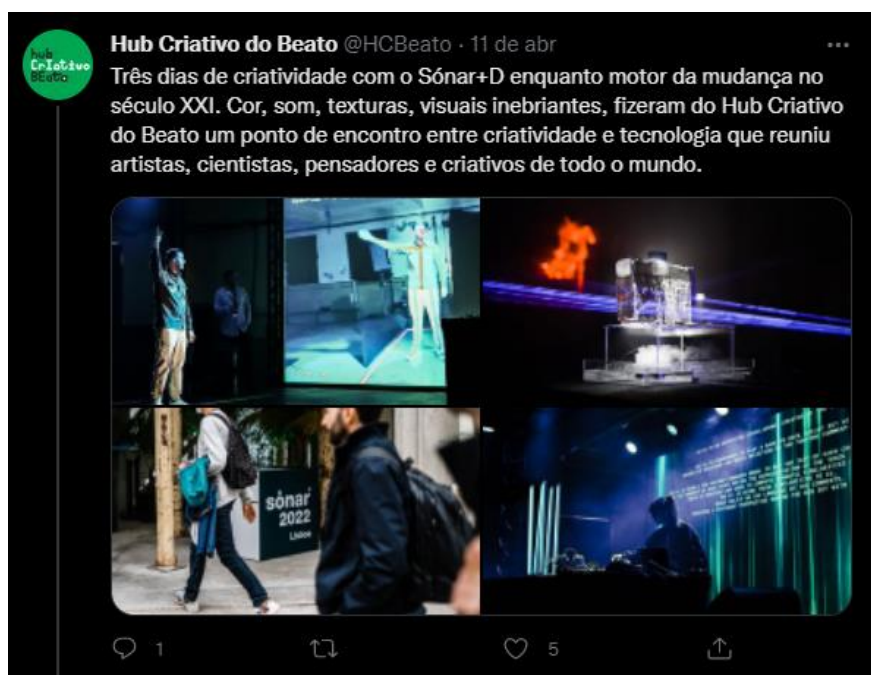 hub
CrIatIvo
BEato
Hub Criativo do Beato @HCBeato · 11 de abr
Três dias de criatividade com o Sónar+D enquanto motor da mudança no
século XXI. Cor, som, texturas, visuais inebriantes, fizeram do Hub Criativo
do Beato um ponto de encontro entre criatividade e tecnologia que reuniu
artistas, cientistas, pensadores e criativos de todo o mundo.
sónar
2022
Lisboa
1
5